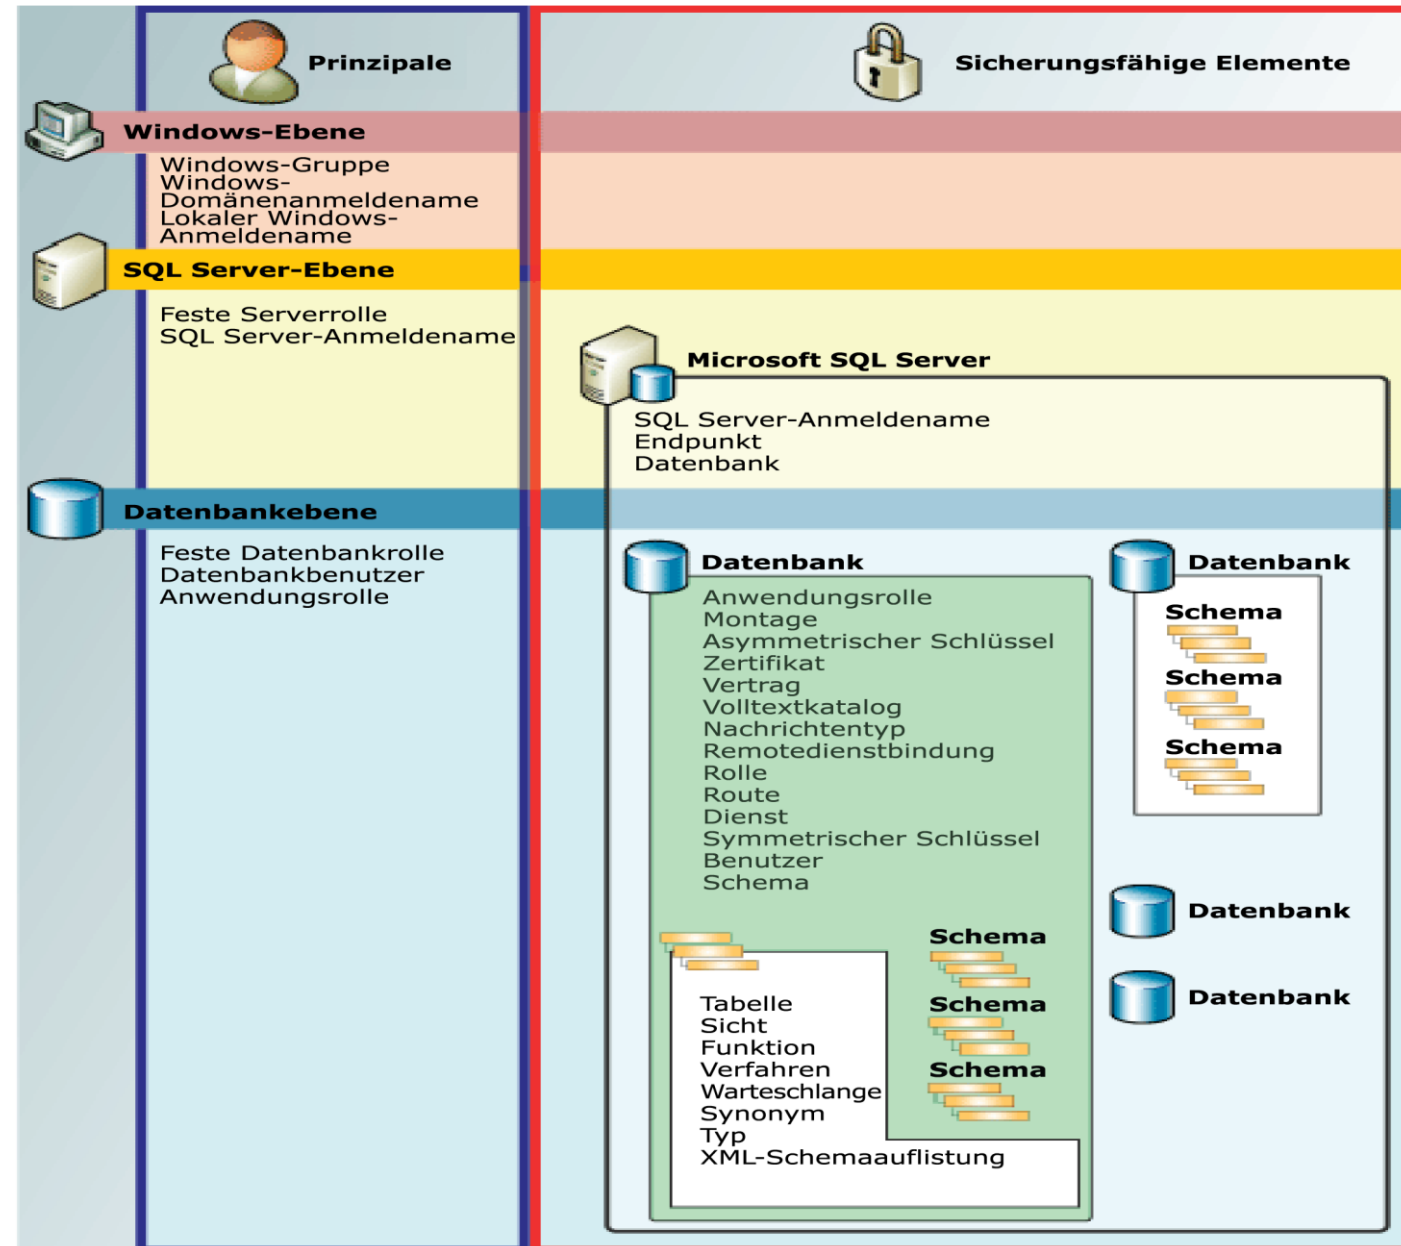 Prinzipale
Sicherungsfähige Elemente
Windows-Ebene
Windows-Gruppe
Windows-
Domänenanmeldename
Lokaler Windows-
Anmeldename
SQL Server-Ebene
Feste Serverrolle
SQL Server-Anmeldename
Microsoft SQL Server
SQL Server-Anmeldename
Endpunkt
Datenbank
Datenbankebene
Feste Datenbankrolle
Datenbankbenutzer
Anwendungsrolle
Datenbank
Anwendungsrolle
Montage
Asymmetrischer Schlüssel
Zertifikat
Vertrag
Volltextkatalog
Nachrichtentyp
Remotedienstbindung
Rolle
Route
Dienst
Symmetrischer Schlüssel
Benutzer
Schema
Tabelle
Sicht
Funktion
Verfahren
Warteschlange
Synonym
Typ
XML-Schemaauflistung
Schema
Schema
Schema
Datenbank
Schema
Schema
Schema
Datenbank
Datenbank